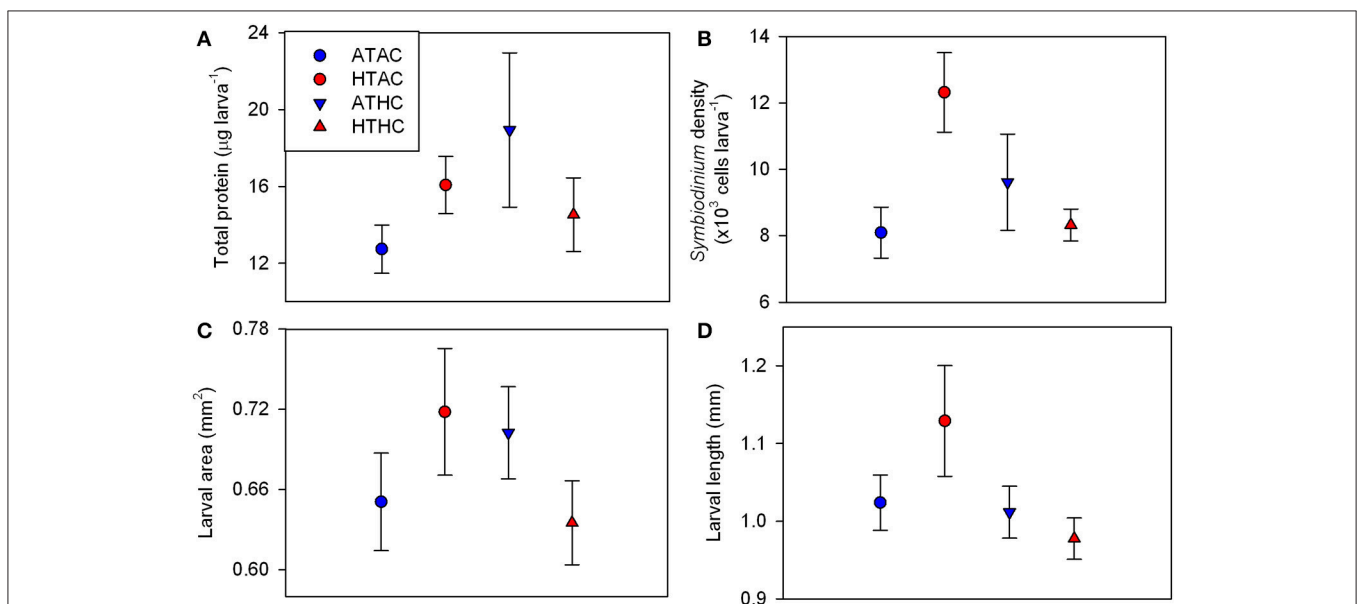 A
Total protein (μg larva-1)
24
20
16
12
ATAC
HTAC
ATHC
HTHC
B
Symbiodinium density
(x103 cells larva-1)
14
12
10
8
6
C
Larval area (mm2)
0.78
0.72
0.66
0.60
D
Larval length (mm)
1.2
1.1
1.0
0.9